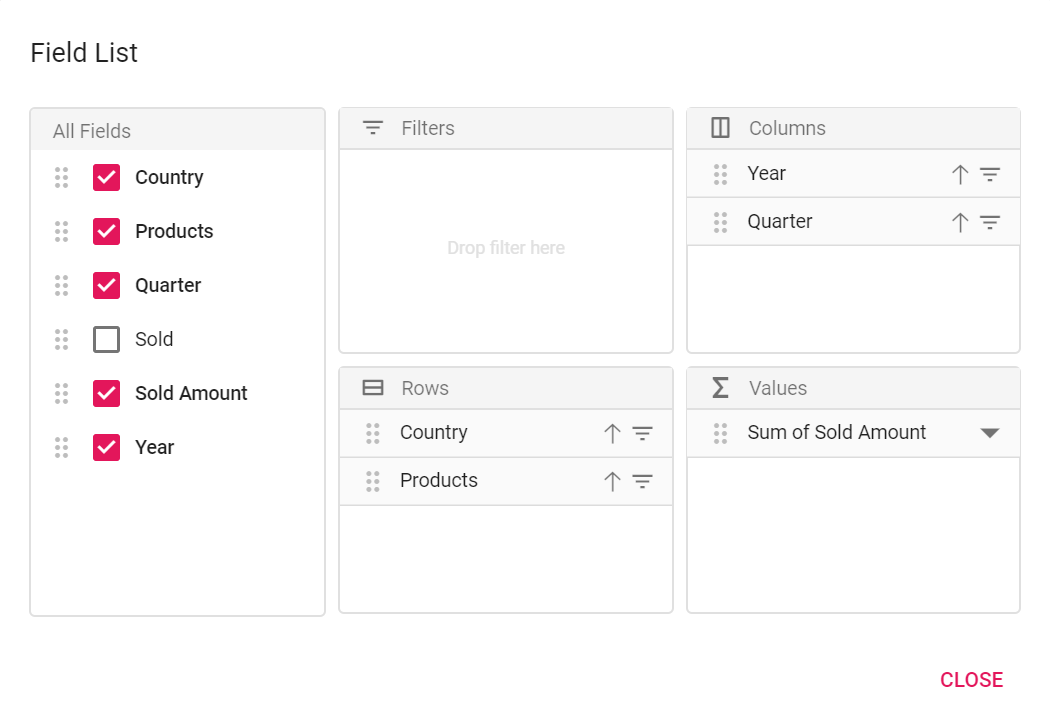 Field List
All Fields
Country
Products
Quarter
Sold
Sold Amount
Year
Filters
Drop filter here
Columns
Year
Quarter
Rows
Country
Products
Values
Sum of Sold Amount
CLOSE